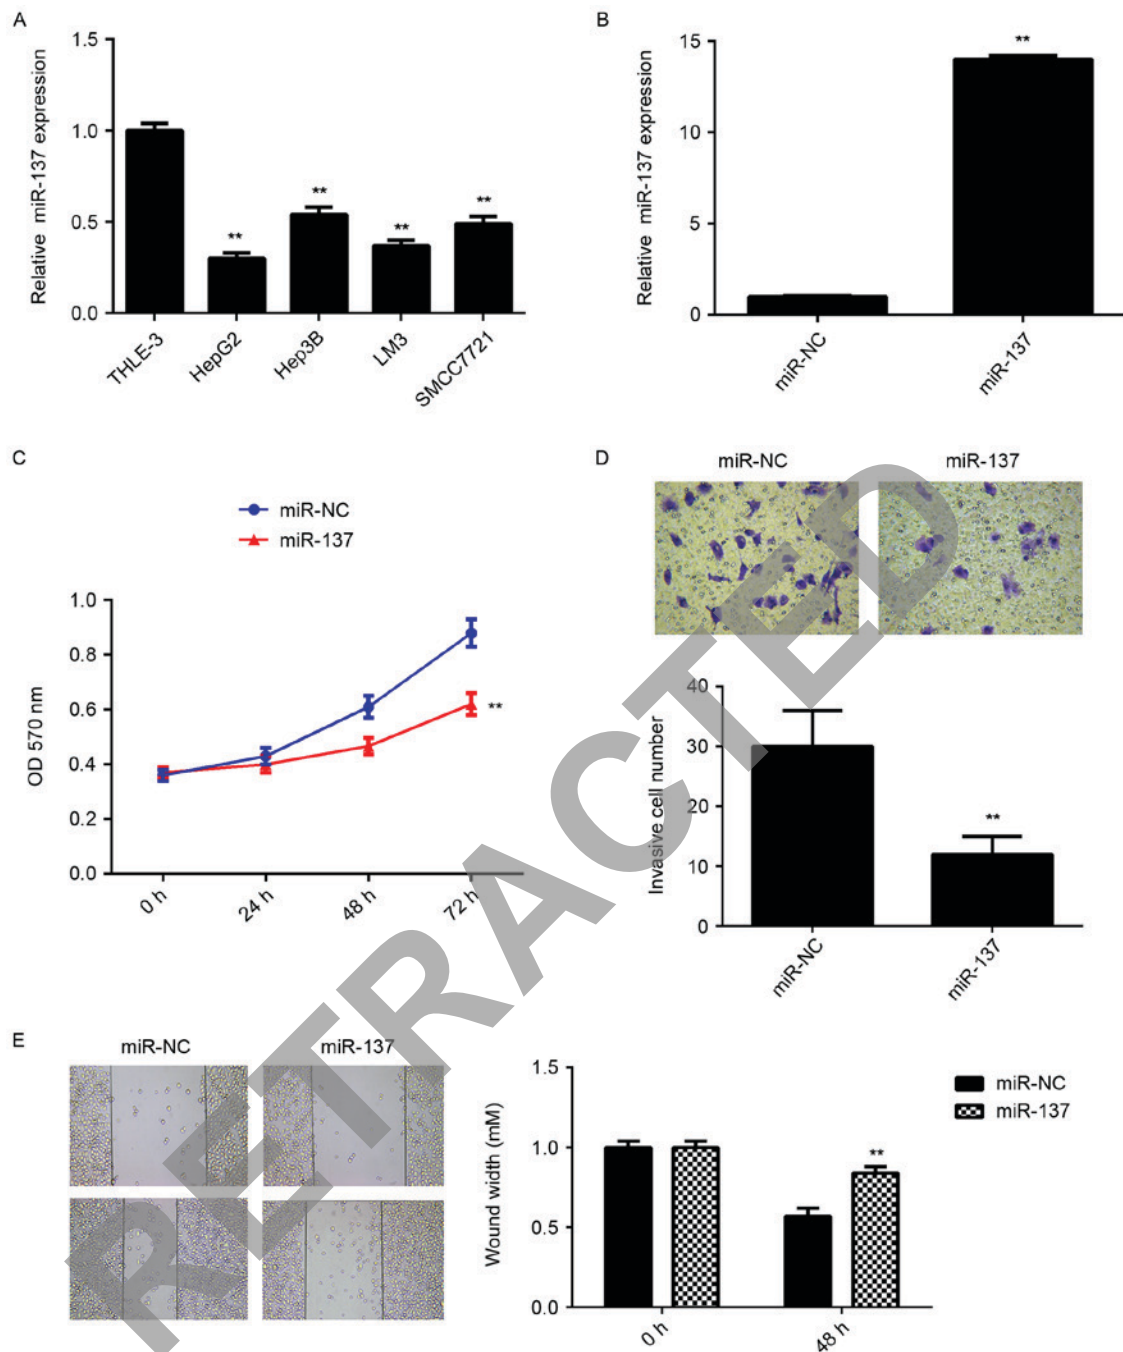 A
Relative miR-137 expression
1.5
1.0
0.5
0.0
**
**
**
**
THLE-3
HepG2
Hep3B
LM3
SMCC7721
B
Relative miR-137 expression
15
10
5
0
**
miR-NC
miR-137
C
miR-NC
miR-137
OD 570 nm
1.0
0.8
0.6
0.4
0.2
0.0
**
0 h
24 h
48 h
72 h
D
miR-NC
miR-137
Invasive cell number
40
30
20
10
0
**
miR-NC
miR-137
E
miR-NC
miR-137
Wound width (mM)
1.5
1.0
0.5
0.0
**
0 h
48 h
miR-NC
miR-137
RETRACTED